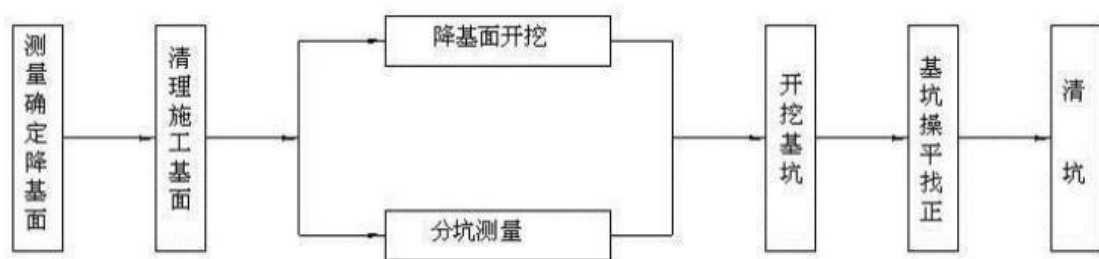 测量确定降基面
清理施工基面
降基面开挖
分坑测量
开挖基坑
基坑操平找正
清坑